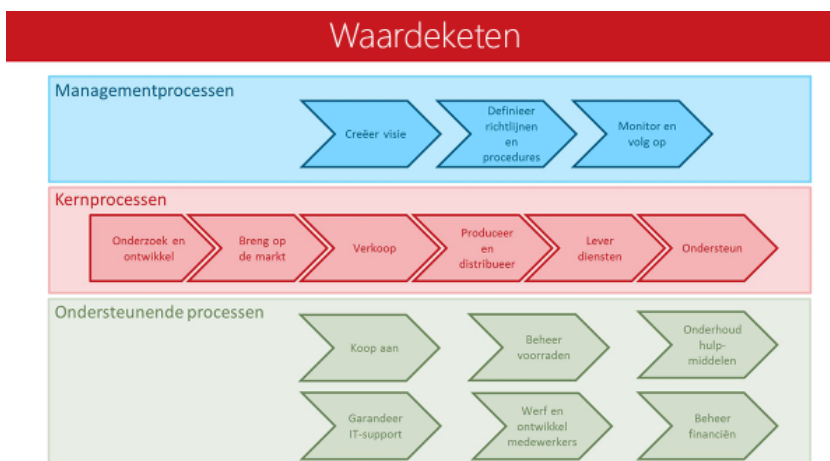 Waardeketen
Managementprocessen
Creëer visie
Definieer
richtlijnen
en
procedures
Monitor en
volg op
Kernprocessen
Onderzoek en
ontwikkel
Breng op
de markt
Verkoop
Produceer
en
distribueer
Lever
diensten
Ondersteun
Ondersteunende processen
Koop aan
Beheer
voorraden
Onderhoud
hulp-
middelen
Garandeer
IT-support
Werf en
ontwikkel
medewerkers
Beheer
financiën